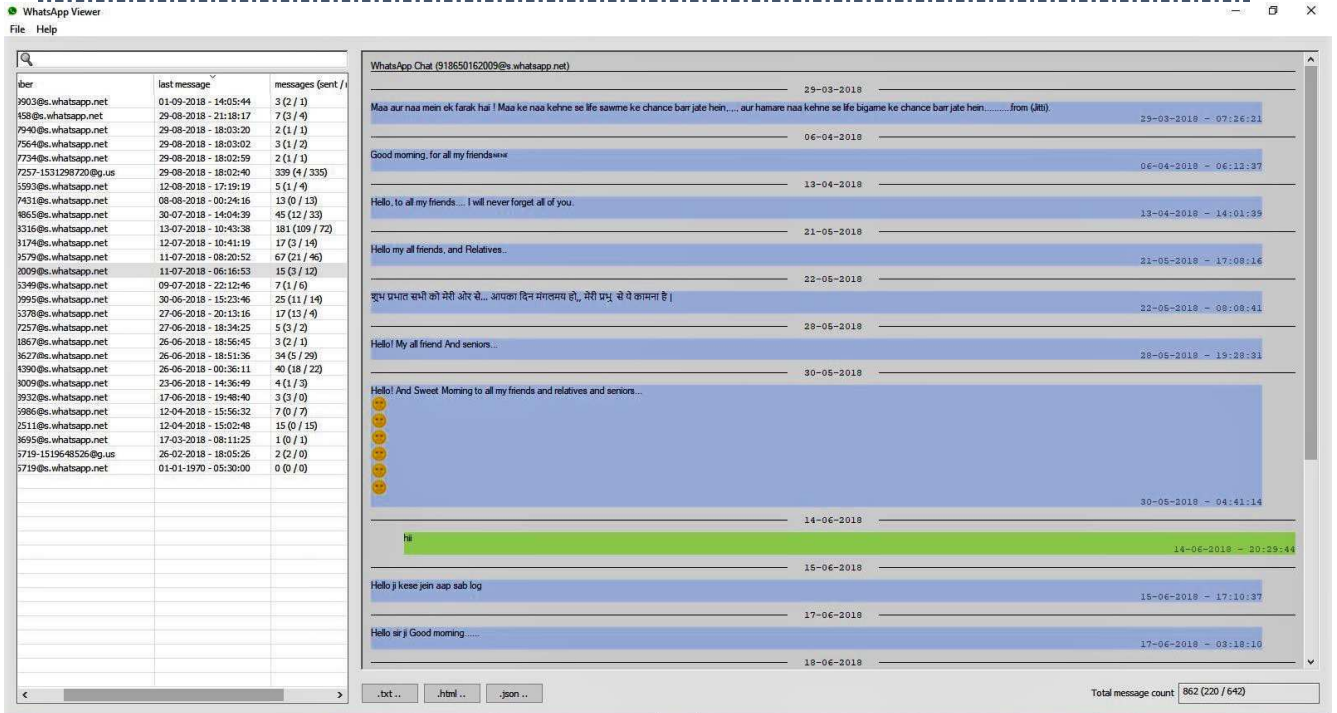 WhatsApp Viewer
File Help
WhatsApp Chat (918650162009@s.whatsapp.net)
nber last message messages (sent /
9903@s.whatsapp.net 01-09-2018 - 14:05:44 3 (2 / 1)
458@s.whatsapp.net 29-08-2018 - 21:18:17 7 (3 / 4)
7940@s.whatsapp.net 29-08-2018 - 18:03:20 2 (1 / 1)
7564@s.whatsapp.net 29-08-2018 - 18:03:02 3 (1 / 2)
7734@s.whatsapp.net 29-08-2018 - 18:02:59 2 (1 / 1)
7257-1531298720@g.us 29-08-2018 - 18:02:40 339 (4 / 335)
5593@s.whatsapp.net 12-08-2018 - 17:19:19 5 (1 / 4)
7431@s.whatsapp.net 08-08-2018 - 00:24:16 13 (0 / 13)
4865@s.whatsapp.net 30-07-2018 - 14:04:39 45 (12 / 33)
3316@s.whatsapp.net 13-07-2018 - 10:43:38 181 (109 / 72)
3174@s.whatsapp.net 12-07-2018 - 10:41:19 17 (3 / 14)
9579@s.whatsapp.net 11-07-2018 - 08:20:52 67 (21 / 46)
2009@s.whatsapp.net 11-07-2018 - 06:16:53 15 (3 / 12)
5349@s.whatsapp.net 09-07-2018 - 22:12:46 7 (1 / 6)
0995@s.whatsapp.net 30-06-2018 - 15:23:46 25 (11 / 14)
5378@s.whatsapp.net 27-06-2018 - 20:13:16 17 (13 / 4)
7257@s.whatsapp.net 27-06-2018 - 18:34:25 5 (3 / 2)
1867@s.whatsapp.net 26-06-2018 - 18:56:45 3 (2 / 1)
3627@s.whatsapp.net 26-06-2018 - 18:51:36 34 (5 / 29)
4390@s.whatsapp.net 26-06-2018 - 00:36:11 40 (18 / 22)
8009@s.whatsapp.net 23-06-2018 - 14:36:49 4 (1 / 3)
3932@s.whatsapp.net 17-06-2018 - 19:48:40 3 (3 / 0)
5986@s.whatsapp.net 12-04-2018 - 15:56:32 7 (0 / 7)
2511@s.whatsapp.net 12-04-2018 - 15:02:48 15 (0 / 15)
3695@s.whatsapp.net 17-03-2018 - 08:11:25 1 (0 / 1)
5719-1519648526@g.us 26-02-2018 - 18:05:26 2 (2 / 0)
5719@s.whatsapp.net 01-01-1970 - 05:30:00 0 (0 / 0)
29-03-2018
Maa aur naa mein ek farak hai ! Maa ke naa kehne se life sawrne ke chance barr jate hein,..,, aur hamare naa kehne se life bigarne ke chance barr jate hein..........from (Jitti).
29-03-2018 - 07:26:21
06-04-2018
Good morning, for all my friends
06-04-2018 - 06:12:37
13-04-2018
Hello, to all my friends.... I will never forget all of you.
13-04-2018 - 14:01:39
21-05-2018
Hello my all friends, and Relatives..
21-05-2018 - 17:08:16
22-05-2018
शुभ प्रभात सभी को मेरी ओर से... आपका दिन मंगलमय हो,, मेरी प्रभु से ये कामना है |
22-05-2018 - 08:08:41
28-05-2018
Hello! My all friend And seniors...
28-05-2018 - 19:28:31
30-05-2018
Hello! And Sweet Morning to all my friends and relatives and seniors...
30-05-2018 - 04:41:14
14-06-2018
hii
14-06-2018 - 20:29:44
15-06-2018
Hello ji kese jein aap sab log
15-06-2018 - 17:10:37
17-06-2018
Hello sir ji Good morning......
17-06-2018 - 03:18:10
18-06-2018
.txt .. .html .. .json .. Total message count 862 (220 / 642)